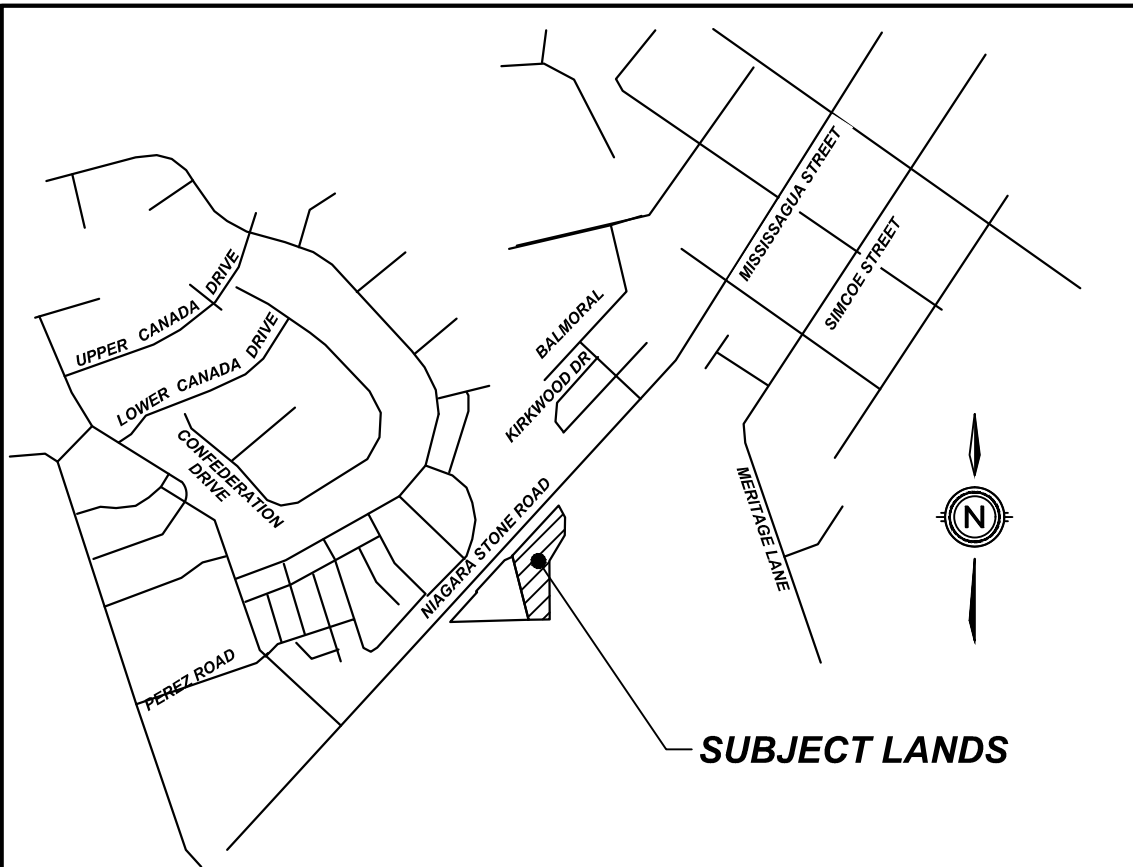 MISSISSAGUA STREET
SIMCOE STREET
UPPER CANADA DRIVE
LOWER CANADA DRIVE
BALMORAL
KIRKWOOD DR
CONFEDERATION
DRIVE
NIAGARA STONE ROAD
MERITAGE LANE
N
PEREZ ROAD
SUBJECT LANDS